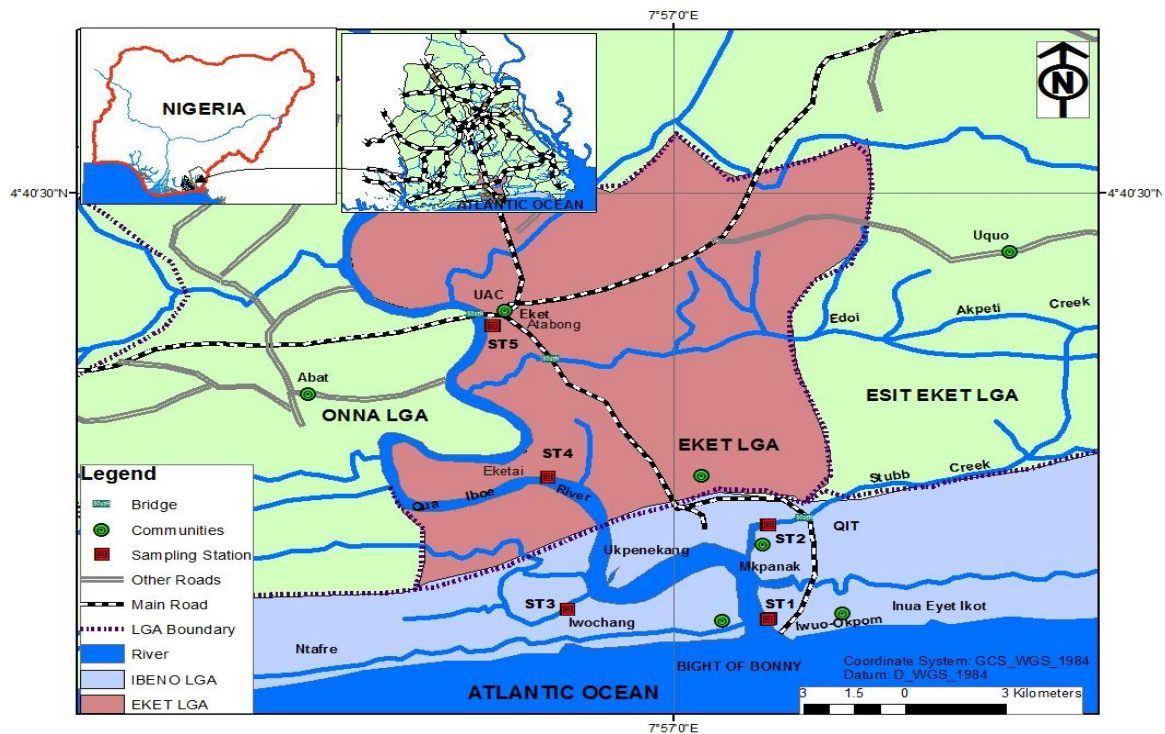 7°57'0"E
NIGERIA
ATLANTIC OCEAN
N
4°40'30"N
4°40'30"N
Uquo
UAC
Eket
Atabong
ST5
Edoi
Akpeti
Creek
Abat
ONNA LGA
ESIT EKET LGA
EKET LGA
ST4
Eketai
Qua Iboe River
Stubb Creek
QIT
ST2
Ukpenekang
Mkpanak
ST3
Iwochang
ST1
Iwuo-Okpom
Inua Eyet Ikot
Ntafre
BIGHT OF BONNY
ATLANTIC OCEAN
Legend
Bridge
Communities
Sampling Station
Other Roads
Main Road
LGA Boundary
River
IBENO LGA
EKET LGA
Coordinate System: GCS_WGS_1984
Datum: D_WGS_1984
3 1.5 0 3 Kilometers
7°57'0"E